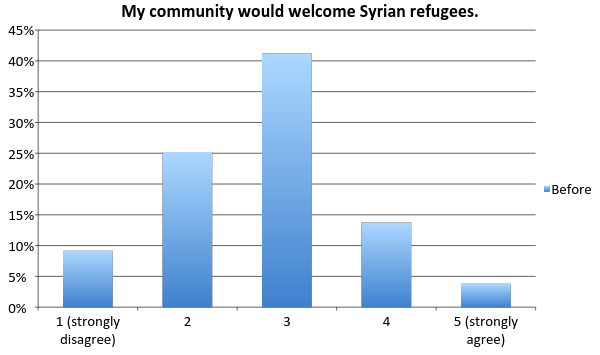 My community would welcome Syrian refugees.
45%
40%
35%
30%
25%
20%
15%
10%
5%
0%
1 (strongly
disagree)
2
3
4
5 (strongly
agree)
Before